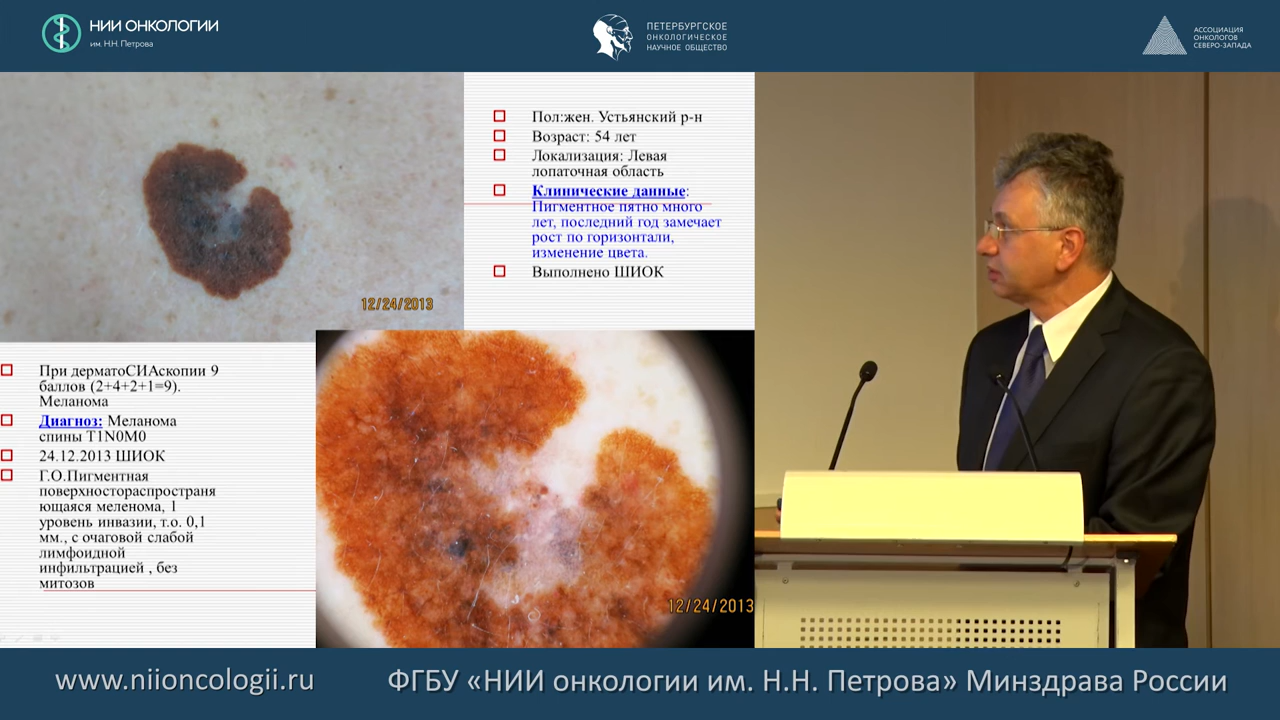 НИИ ОНКОЛОГИИ
им. Н.Н. Петрова
ПЕТЕРБУРГСКОЕ
ОНКОЛОГИЧЕСКОЕ
НАУЧНОЕ ОБЩЕСТВО
АССОЦИАЦИЯ
ОНКОЛОГОВ
СЕВЕРО-ЗАПАДА
Пол:жен. Устьянский р-н
Возраст: 54 лет
Локализация: Левая
лопаточная область
Клинические данные:
Пигментное пятно много
лет, последний год замечает
рост по горизонтали,
изменение цвета.
Выполнено ШИОК
12/24/2013
При дерматоСИАскопии 9
баллов (2+4+2+1=9).
Меланома
Диагноз: Меланома
спины T1N0M0
24.12.2013 ШИОК
Г.О.Пигментная
поверхностораспространя
ющаяся меленома, 1
уровень инвазии, т.о. 0,1
мм., с очаговой слабой
лимфоидной
инфильтрацией , без
митозов
12/24/2013
www.niioncologii.ru
ФГБУ «НИИ онкологии им. Н.Н. Петрова» Минздрава России